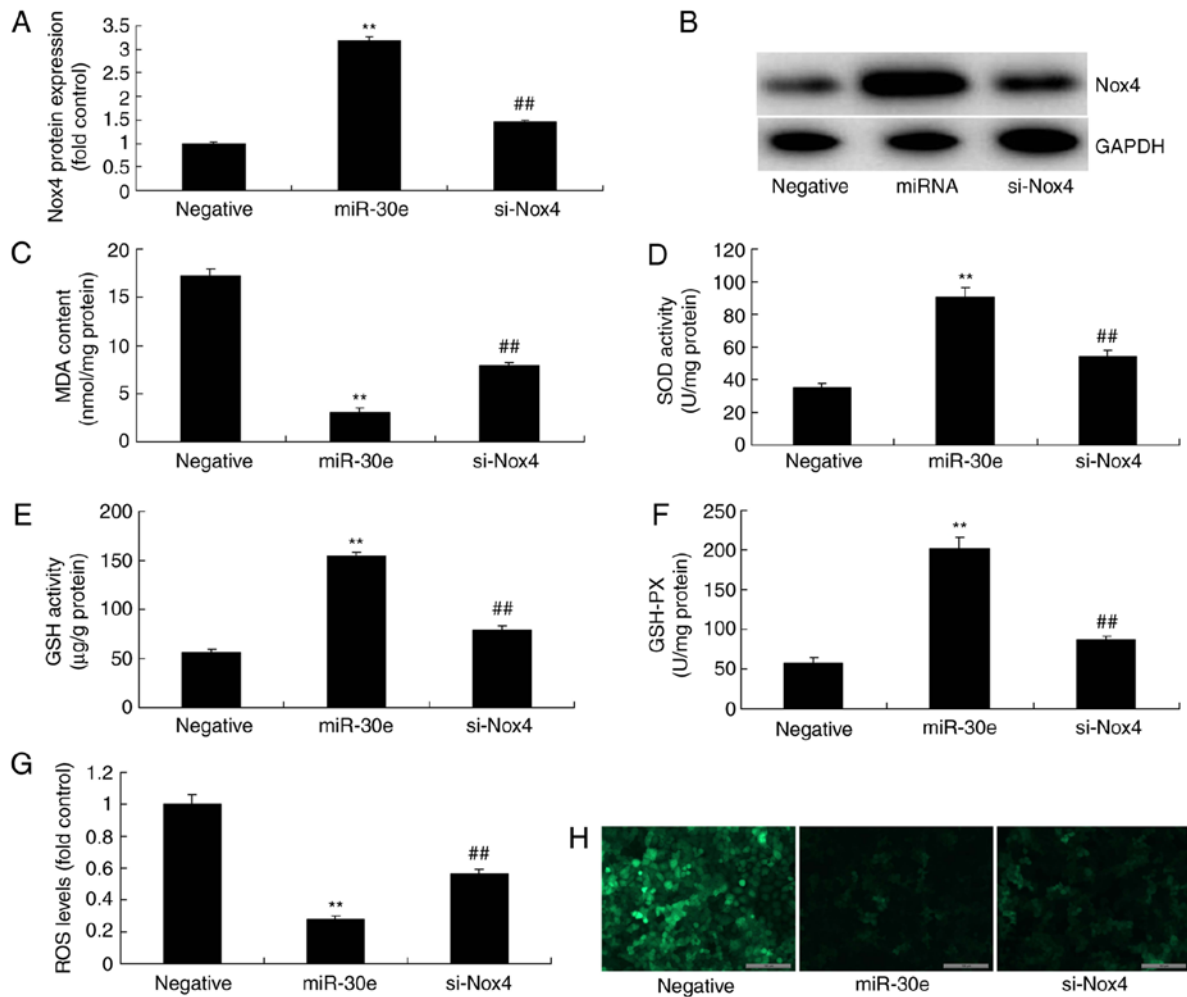 A
Nox4 protein expression
(fold control)
3.5
3
2.5
2
1.5
1
0.5
0
**
##
Negative miR-30e si-Nox4
B
Nox4
GAPDH
Negative miRNA si-Nox4
C
MDA content
(nmol/mg protein)
20
15
10
5
0
**
##
Negative miR-30e si-Nox4
D
SOD activity
(U/mg protein)
120
100
80
60
40
20
0
**
##
Negative miR-30e si-Nox4
E
GSH activity
(µg/g protein)
200
150
100
50
0
**
##
Negative miR-30e si-Nox4
F
GSH-PX
(U/mg protein)
250
200
150
100
50
0
**
##
Negative miR-30e si-Nox4
G
ROS levels (fold control)
1.2
1
0.8
0.6
0.4
0.2
0
**
##
Negative miR-30e si-Nox4
H
Negative miR-30e si-Nox4